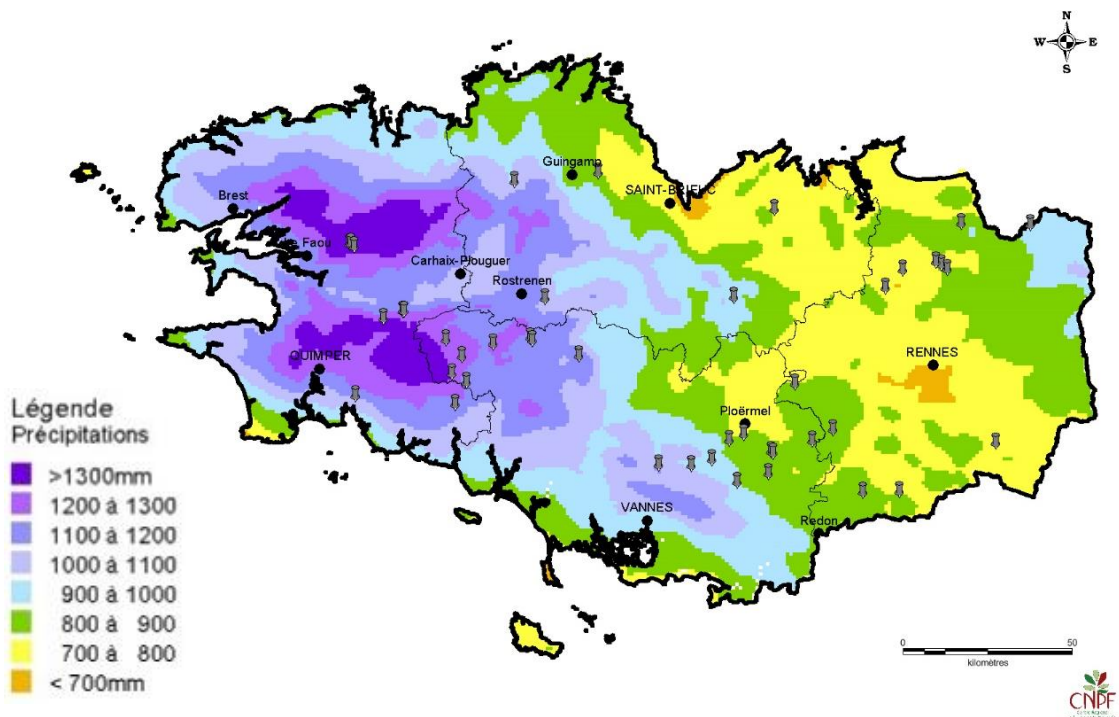 N
W E
S
Guingamp
SAINT-BRIEUC
Brest
Le Faou
Carhaix-Plouguer
Rostrenen
QUIMPER
RENNES
Ploërmel
VANNES
Redon
Légende
Précipitations
>1300mm
1200 à 1300
1100 à 1200
1000 à 1100
900 à 1000
800 à 900
700 à 800
< 700mm
0 50
kilomètres
CNPF